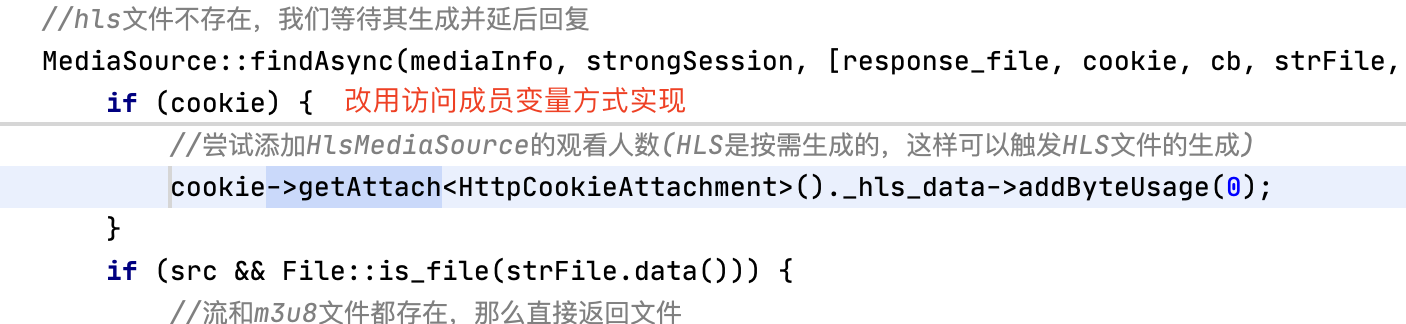 //hls文件不存在，我们等待其生成并延后回复
MediaSource::findAsync(mediaInfo, strongSession, [response_file, cookie, cb, strFile,
if (cookie) { 改用访问成员变量方式实现
//尝试添加HlsMediaSource的观看人数(HLS是按需生成的，这样可以触发HLS文件的生成)
cookie->getAttach<HttpCookieAttachment>()._hls_data->addByteUsage(0);
}
if (src && File::is_file(strFile.data())) {
//流和m3u8文件都存在，那么直接返回文件